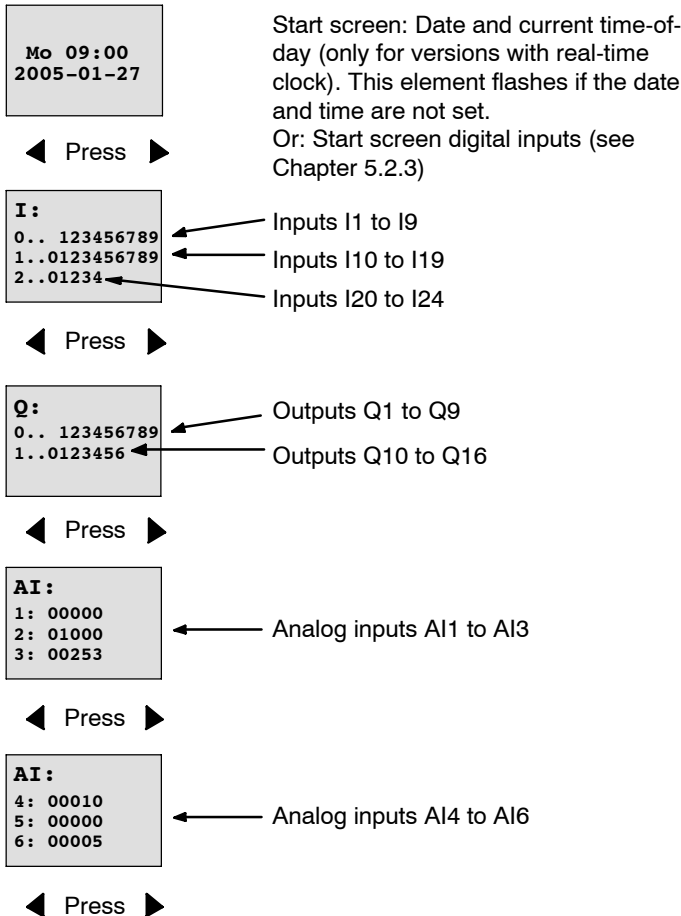 Mo 09:00
2005-01-27
Start screen: Date and current time-of-
day (only for versions with real-time
clock). This element flashes if the date
and time are not set.
Or: Start screen digital inputs (see
Chapter 5.2.3)
Press
I:
0.. 123456789
1..0123456789
2..01234
Inputs I1 to I9
Inputs I10 to I19
Inputs I20 to I24
Press
Q:
0.. 123456789
1..0123456
Outputs Q1 to Q9
Outputs Q10 to Q16
Press
AI:
1: 00000
2: 01000
3: 00253
Analog inputs AI1 to AI3
Press
AI:
4: 00010
5: 00000
6: 00005
Analog inputs AI4 to AI6
Press